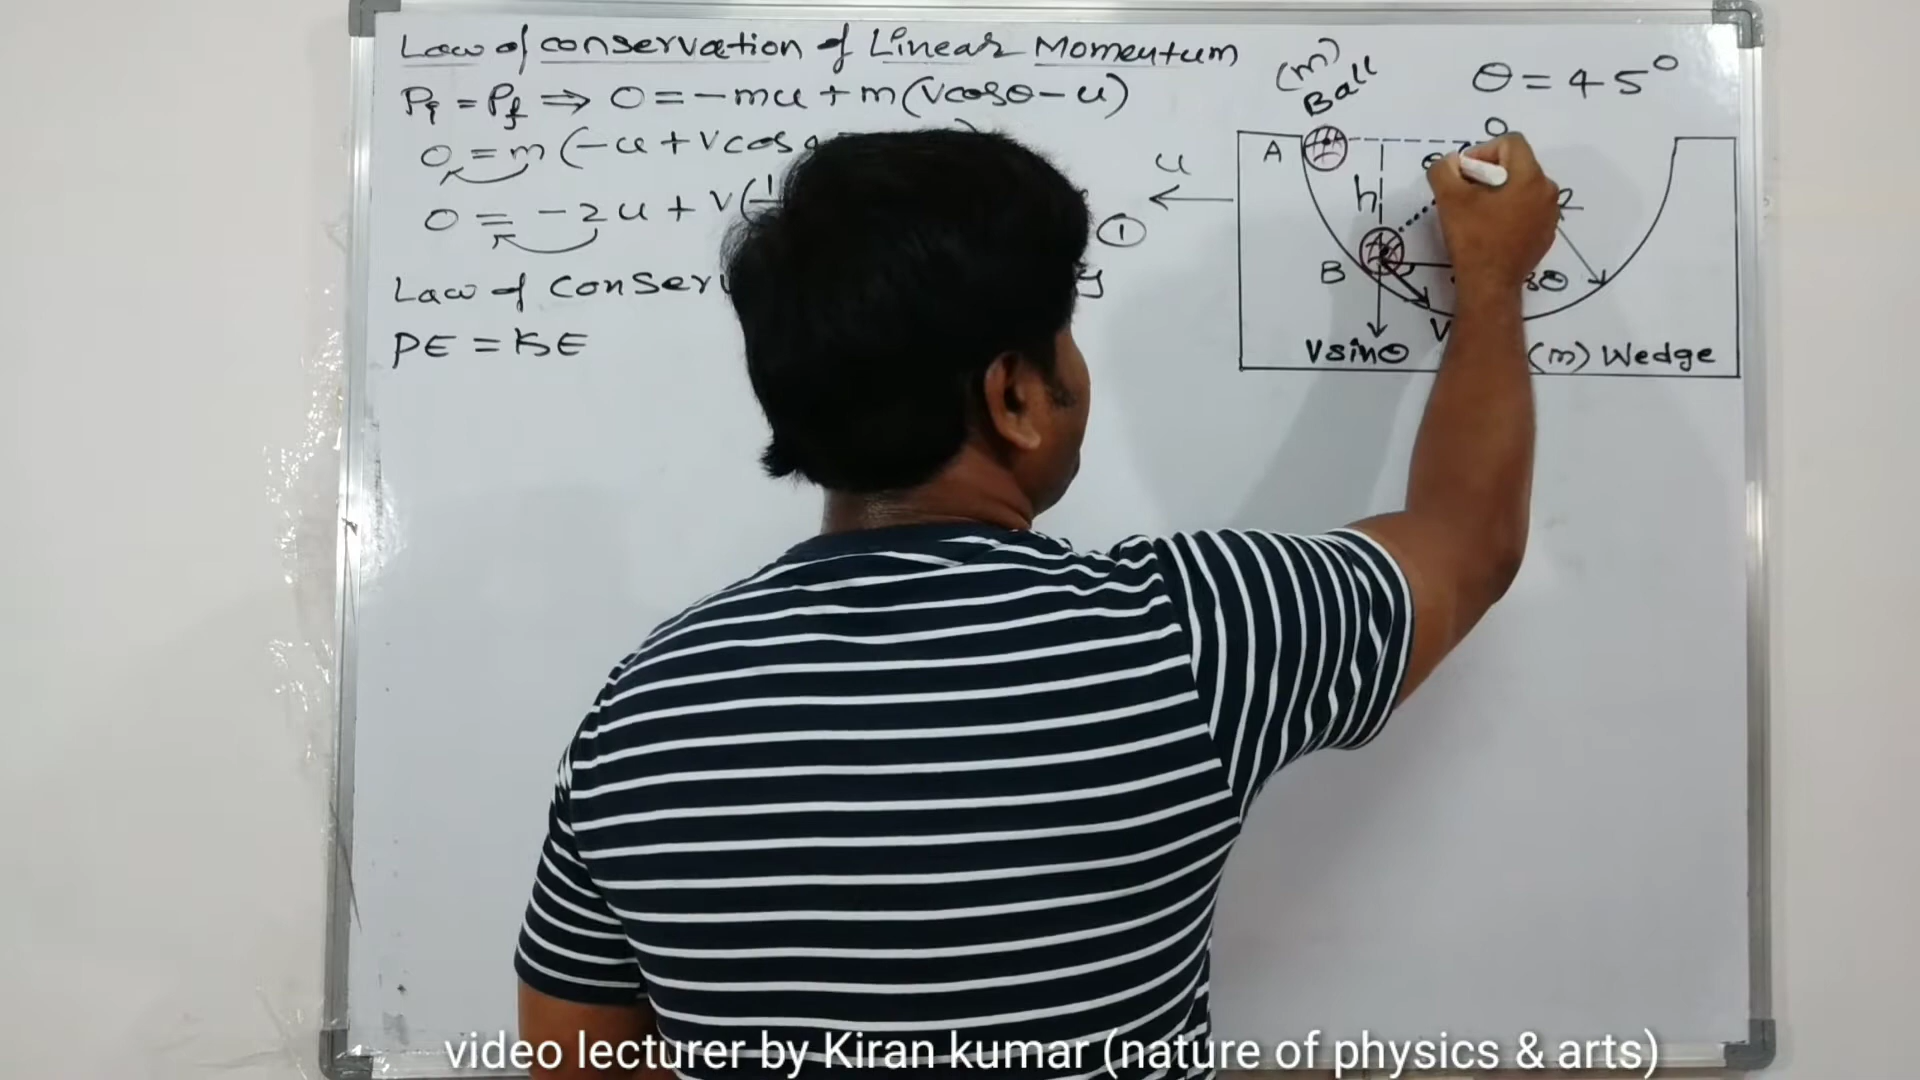 Law of conservation of Linear Momentum
Pi = Pf ⇒ 0 = -mu + m(Vcosθ - u)
0 = m(-u + Vcosθ
0 = -2u + V(1
①
Law of
PE = KE
(m)
Ball
θ = 45°
O
A
u
h
θ
R
B
Vsinθ
V
(m) Wedge
video lecturer by Kiran kumar (nature of physics & arts)